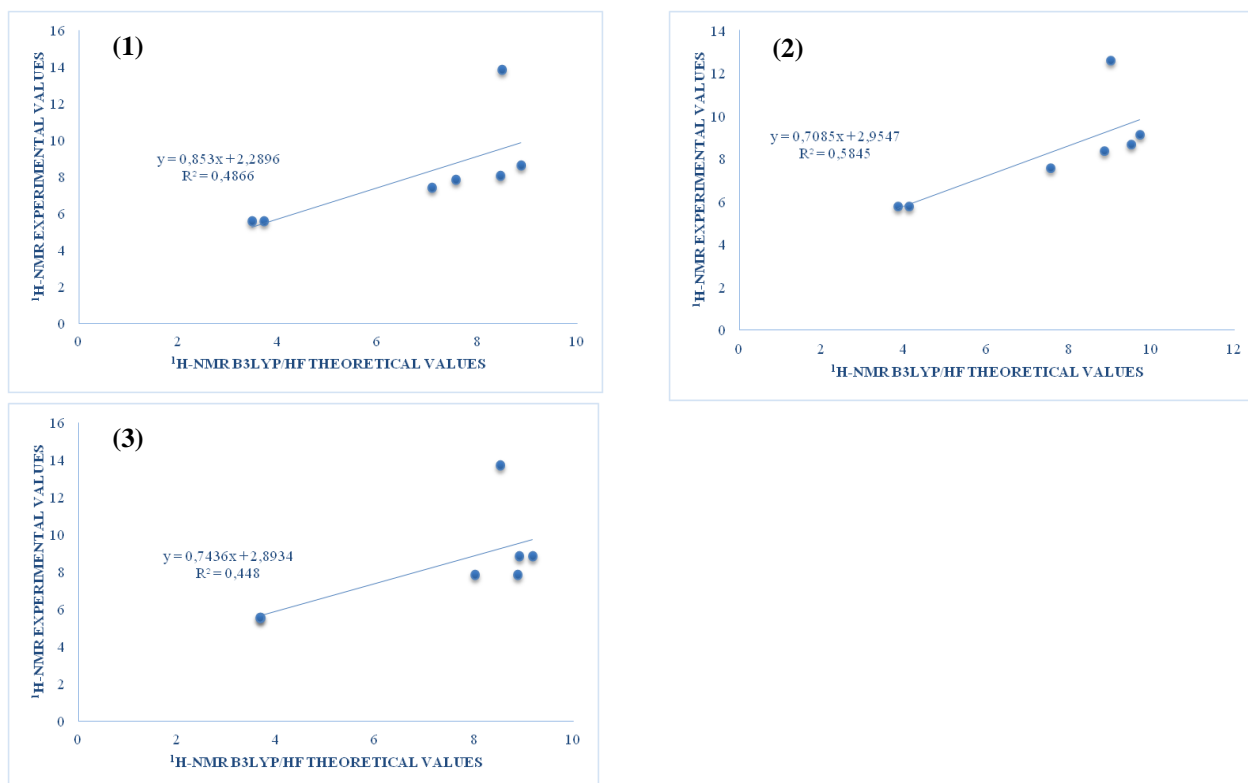 (1)
16
14
12
10
8
6
4
2
0
y = 0,853x + 2,2896
R² = 0,4866
0 2 4 6 8 10
¹H-NMR B3LYP/HF THEORETICAL VALUES
¹H-NMR EXPERIMENTAL VALUES
(2)
14
12
10
8
6
4
2
0
y = 0,7085x + 2,9547
R² = 0,5845
0 2 4 6 8 10 12
¹H-NMR B3LYP/HF THEORETICAL VALUES
¹H-NMR EXPERIMENTAL VALUES
(3)
16
14
12
10
8
6
4
2
0
y = 0,7436x + 2,8934
R² = 0,448
0 2 4 6 8 10
¹H-NMR B3LYP/HF THEORETICAL VALUES
¹H-NMR EXPERIMENTAL VALUES